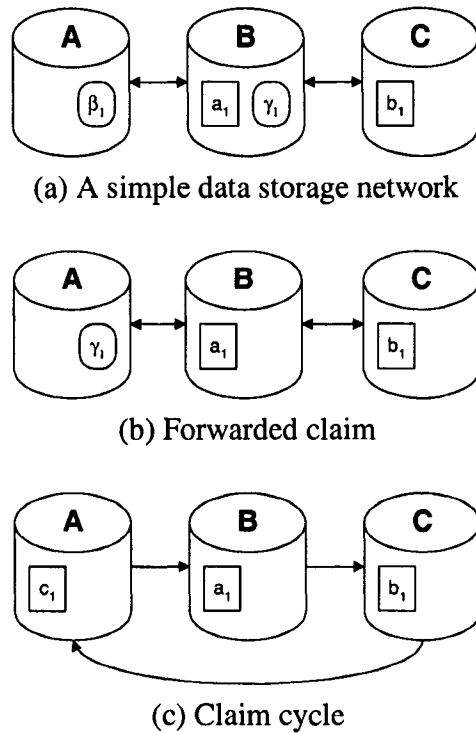 A B C
β₁ a₁ γ₁ b₁
(a) A simple data storage network
A B C
γ₁ a₁ b₁
(b) Forwarded claim
A B C
c₁ a₁ b₁
(c) Claim cycle